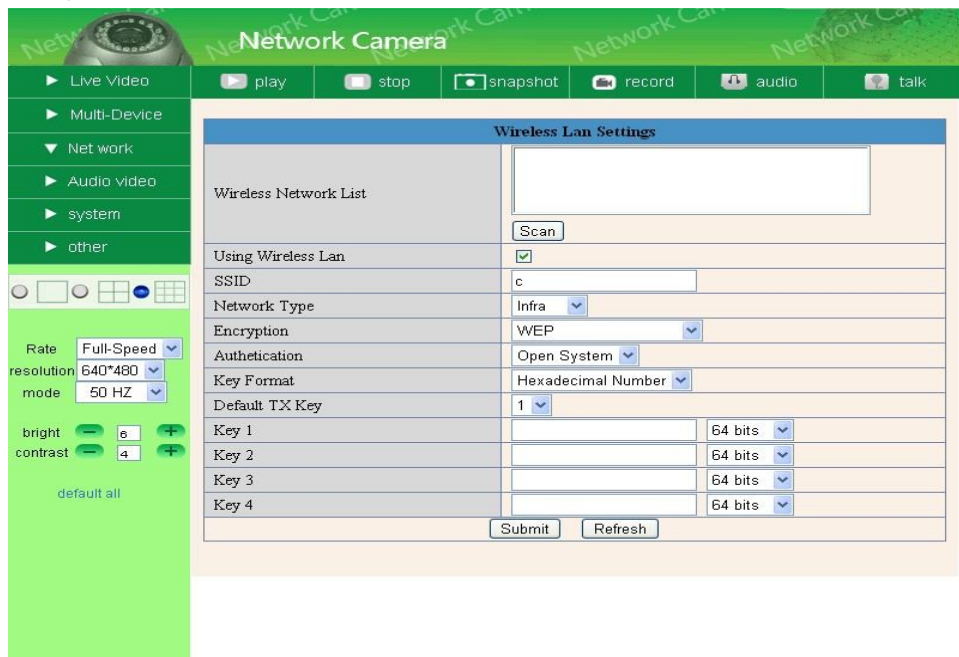 Network Camera
Network Camera
Network Camera
Network Camera
Network Camera
Live Video
play
stop
snapshot
record
audio
talk
Multi-Device
Net work
Audio video
system
other
Wireless Lan Settings
Wireless Network List
Scan
Using Wireless Lan
SSID
c
Network Type
Infra
Encryption
WEP
Authetication
Open System
Key Format
Hexadecimal Number
Default TX Key
1
Key 1
64 bits
Key 2
64 bits
Key 3
64 bits
Key 4
64 bits
Submit
Refresh
Rate
Full-Speed
resolution
640*480
mode
50 HZ
bright
6
contrast
4
default all